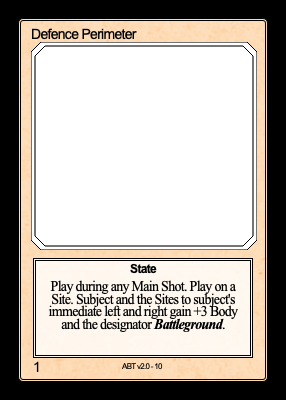 Defence Perimeter
State
Play during any Main Shot. Play on a
Site. Subject and the Sites to subject's
immediate left and right gain +3 Body
and the designator Battleground.
1
ABT v2.0 - 10